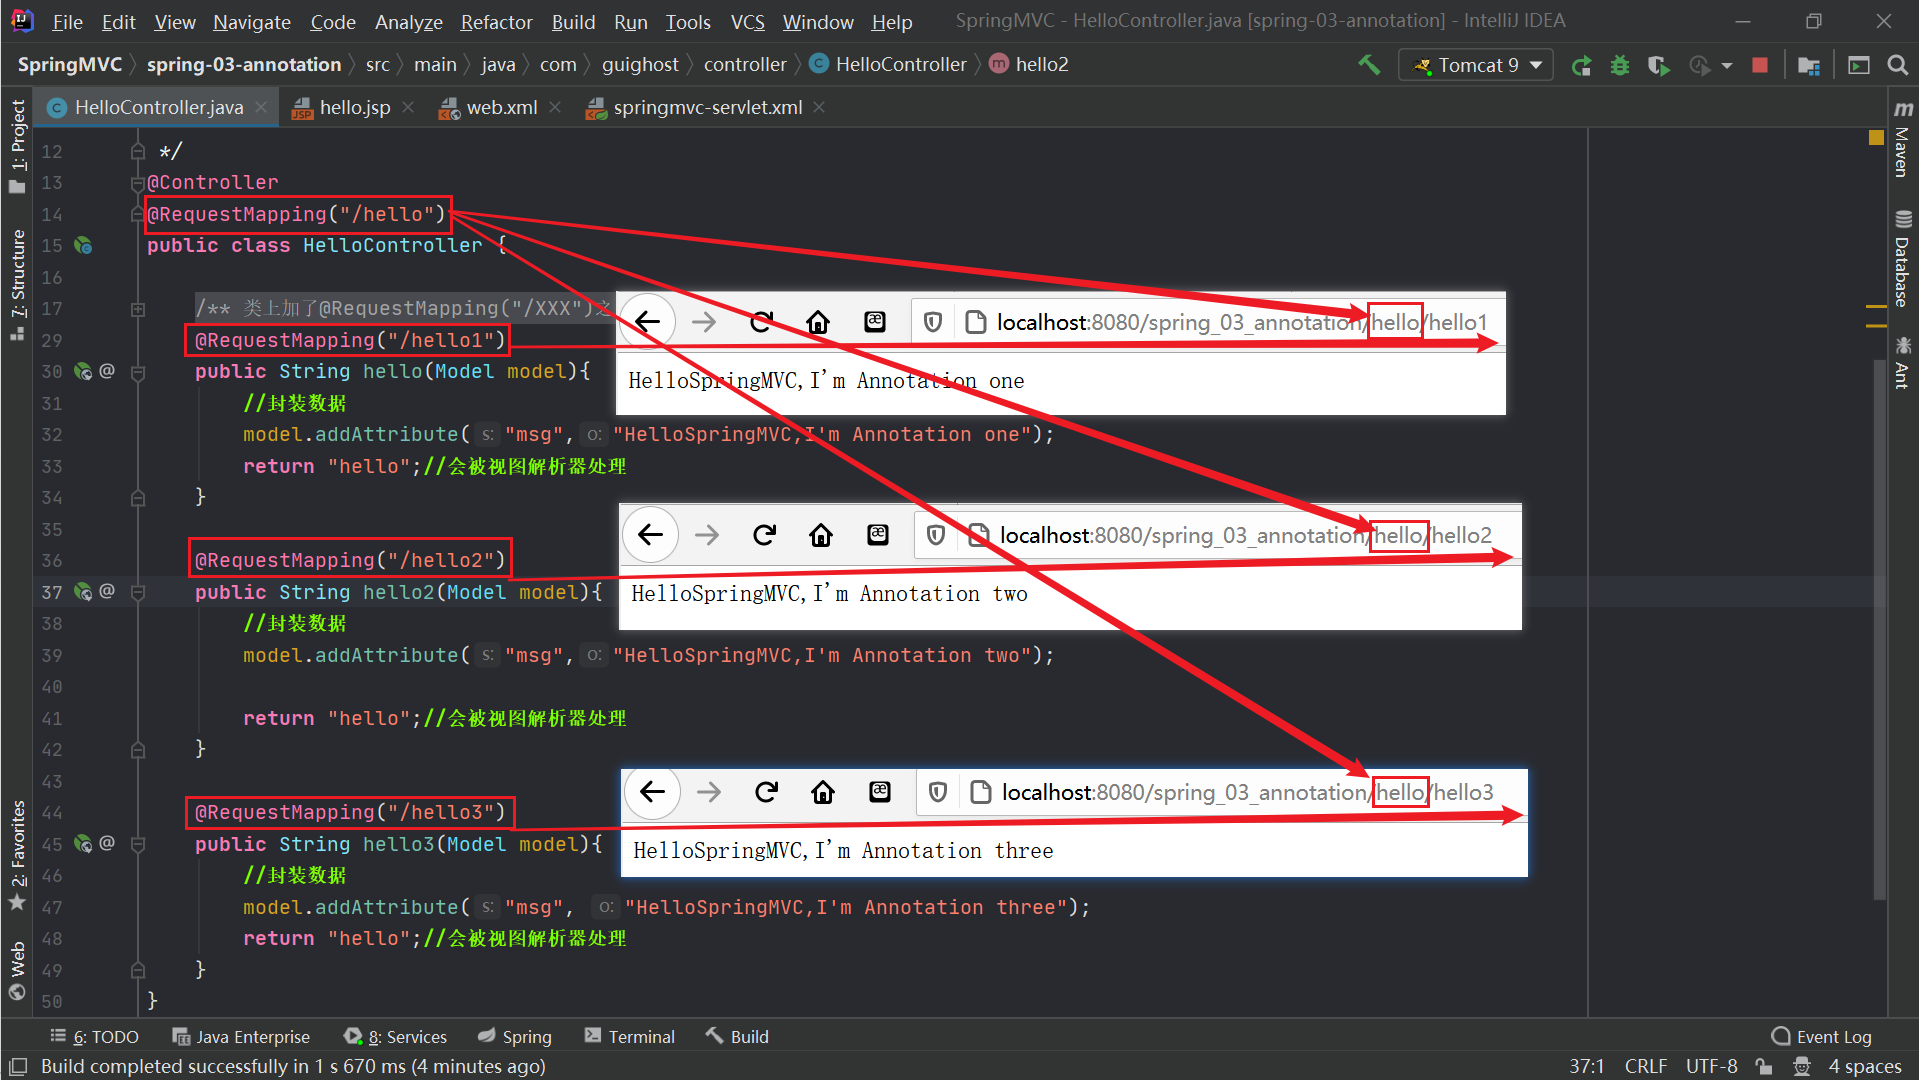 File Edit View Navigate Code Analyze Refactor Build Run Tools VCS Window Help SpringMVC - HelloController.java [spring-03-annotation] - IntelliJ IDEA
SpringMVC spring-03-annotation src main java com guighost controller HelloController hello2 Tomcat 9
HelloController.java hello.jsp web.xml springmvc-servlet.xml
1: Project
7: Structure
2: Favorites
Web
Maven
Database
Ant
12 */
13 @Controller
14 @RequestMapping("/hello")
15 public class HelloController {
16
17 /** 类上加了@RequestMapping("/XXX")之
29 @RequestMapping("/hello1")
30 public String hello(Model model){
31 //封装数据
32 model.addAttribute( s: "msg", o: "HelloSpringMVC,I'm Annotation one");
33 return "hello";//会被视图解析器处理
34 }
35
36 @RequestMapping("/hello2")
37 public String hello2(Model model){
38 //封装数据
39 model.addAttribute( s: "msg", o: "HelloSpringMVC,I'm Annotation two");
40
41 return "hello";//会被视图解析器处理
42 }
43
44 @RequestMapping("/hello3")
45 public String hello3(Model model){
46 //封装数据
47 model.addAttribute( s: "msg", o: "HelloSpringMVC,I'm Annotation three");
48 return "hello";//会被视图解析器处理
49 }
50 }
localhost:8080/spring_03_annotation/hello/hello1
HelloSpringMVC,I'm Annotation one
localhost:8080/spring_03_annotation/hello/hello2
HelloSpringMVC,I'm Annotation two
localhost:8080/spring_03_annotation/hello/hello3
HelloSpringMVC,I'm Annotation three
6: TODO Java Enterprise 8: Services Spring Terminal Build Event Log
Build completed successfully in 1 s 670 ms (4 minutes ago) 37:1 CRLF UTF-8 4 spaces